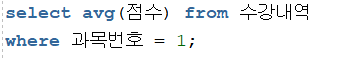 select avg(점수) from 수강내역
where 과목번호 = 1;